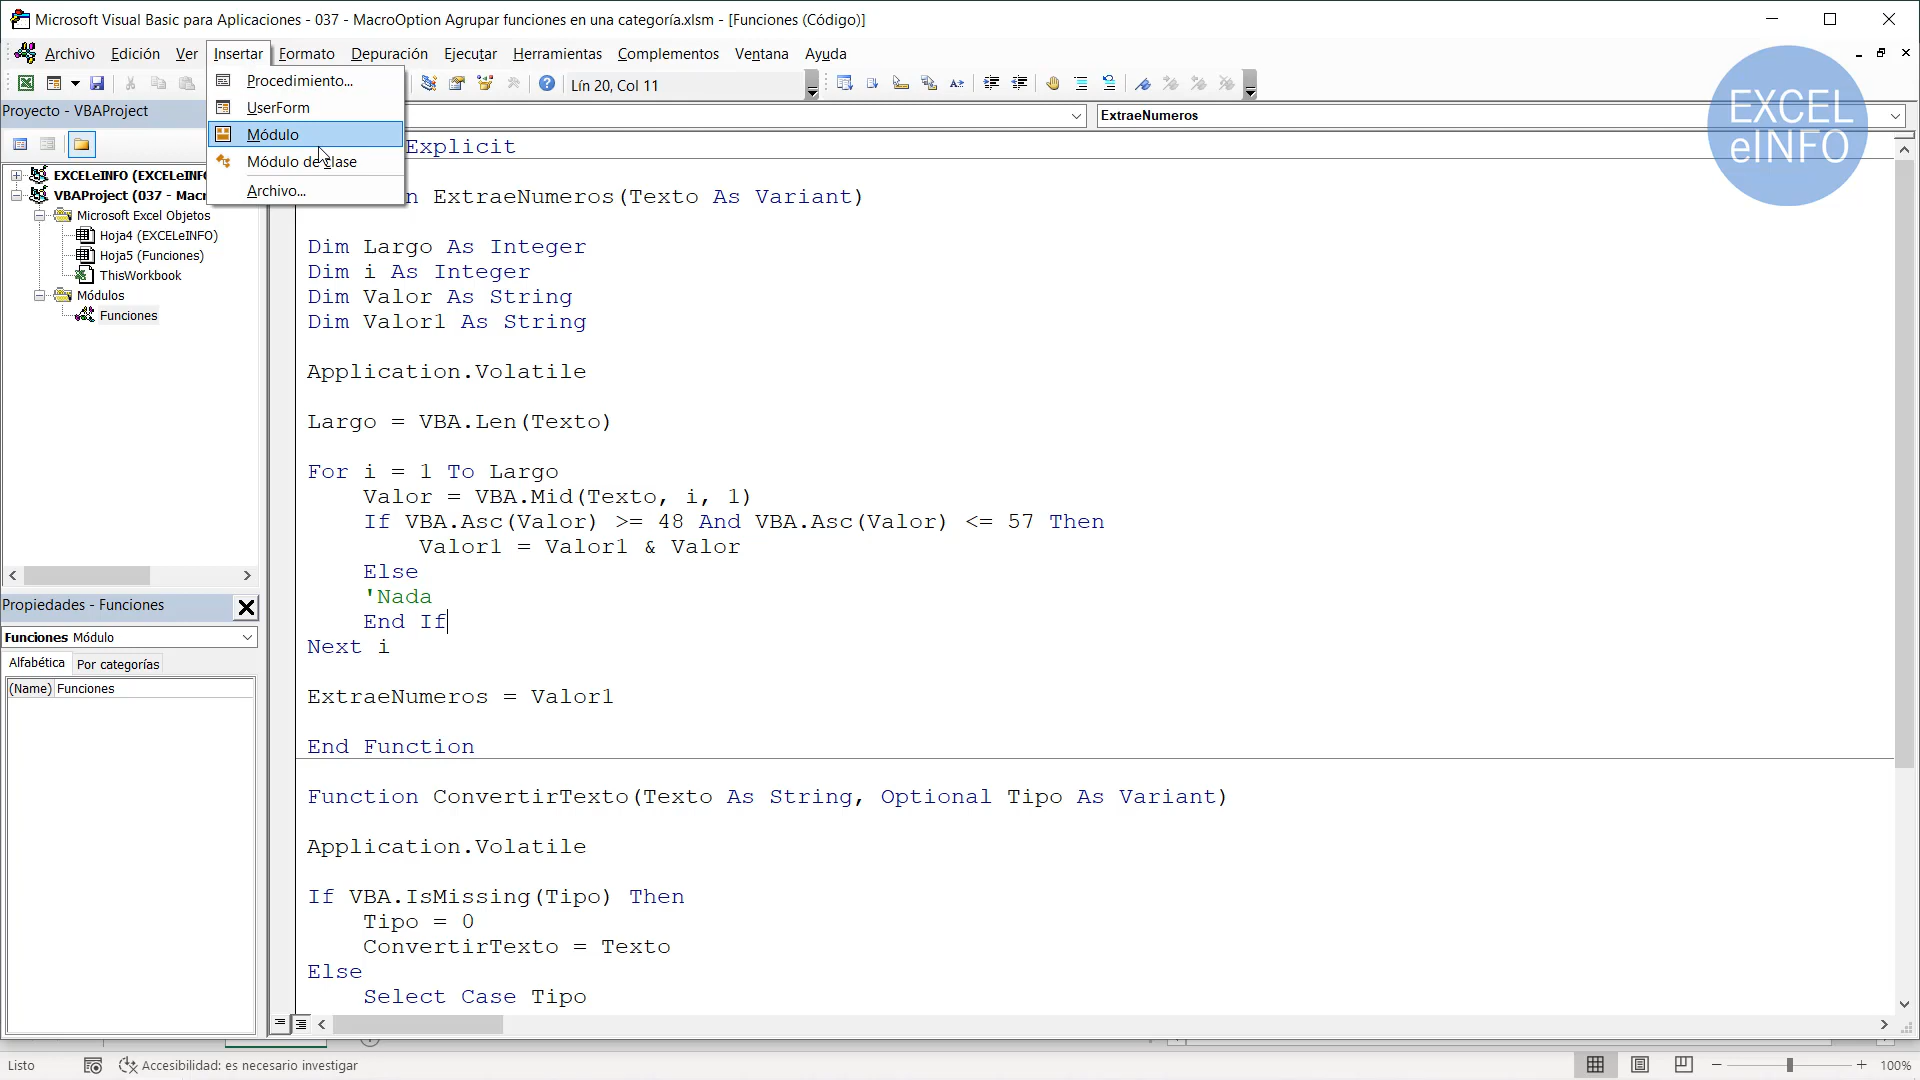 Microsoft Visual Basic para Aplicaciones - 037 - MacroOption Agrupar funciones en una categoría.xlsm - [Funciones (Código)]
Archivo Edición Ver Insertar Formato Depuración Ejecutar Herramientas Complementos Ventana Ayuda
Lín 20, Col 11
Procedimiento...
UserForm
Módulo
Módulo de clase
Archivo...
EXCEL
eINFO
Proyecto - VBAProject
ExtraeNumeros
EXCELeINFO (EXCELeINF
VBAProject (037 - Mac
Microsoft Excel Objetos
Hoja4 (EXCELeINFO)
Hoja5 (Funciones)
ThisWorkbook
Módulos
Funciones
Propiedades - Funciones
Funciones Módulo
Alfabética Por categorías
(Name) Funciones
Explicit
n ExtraeNumeros(Texto As Variant)
Dim Largo As Integer
Dim i As Integer
Dim Valor As String
Dim Valor1 As String
Application.Volatile
Largo = VBA.Len(Texto)
For i = 1 To Largo
Valor = VBA.Mid(Texto, i, 1)
If VBA.Asc(Valor) >= 48 And VBA.Asc(Valor) <= 57 Then
Valor1 = Valor1 & Valor
Else
'Nada
End If
Next i
ExtraeNumeros = Valor1
End Function
Function ConvertirTexto(Texto As String, Optional Tipo As Variant)
Application.Volatile
If VBA.IsMissing(Tipo) Then
Tipo = 0
ConvertirTexto = Texto
Else
Select Case Tipo
Listo
Accesibilidad: es necesario investigar
100%